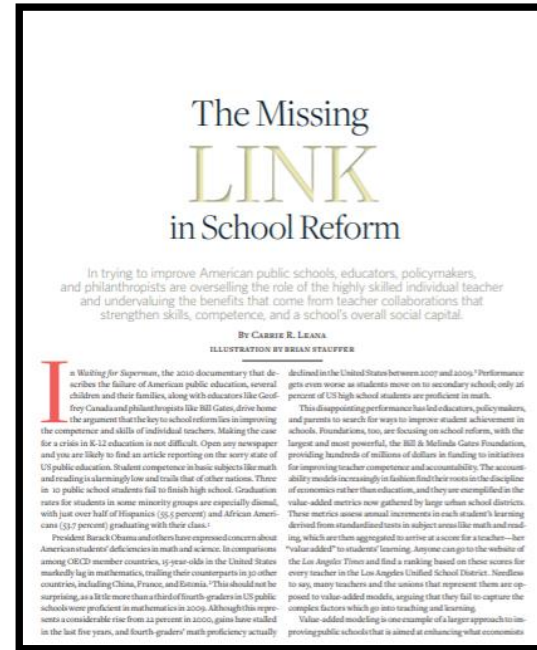 The Missing
LINK
in School Reform
In trying to improve American public schools, educators, policymakers,
and philanthropists are overselling the role of the highly skilled individual teacher
and undervaluing the benefits that come from teacher collaborations that
strengthen skills, competence, and a school's overall social capital.
By Carrie R. Leana
Illustration by Brian Stauffer
In Waiting for Superman, the 2010 documentary that de-
scribes the failure of American public education, several
children and their families, along with educators like Geof-
frey Canada and philanthropists like Bill Gates, drive home
the argument that the key to school reform lies in improving
the competence and skills of individual teachers. Making the case
for a crisis in K-12 education is not difficult. Open any newspaper
and you are likely to find an article reporting on the sorry state of
US public education. Student competence in basic subjects like math
and reading is alarmingly low and trails that of other nations. Three
in 10 public school students fail to finish high school. Graduation
rates for students in some minority groups are especially dismal,
with just over half of Hispanics (55.5 percent) and African Ameri-
cans (53.7 percent) graduating with their class.1
President Barack Obama and others have expressed concern about
American students' deficiencies in math and science. In comparisons
among OECD member countries, 15-year-olds in the United States
markedly lag in mathematics, trailing their counterparts in 30 other
countries, including China, France, and Estonia.2 This should not be
surprising, as a little more than a third of fourth-graders in US public
schools were proficient in mathematics in 2009. Although this repre-
sents a considerable rise from 22 percent in 2000, gains have stalled
in the last five years, and fourth-graders' math proficiency actually
declined in the United States between 2007 and 2009.3 Performance
gets even worse as students move on to secondary school; only 26
percent of US high school students are proficient in math.
This disappointing performance has led educators, policymakers,
and parents to search for ways to improve student achievement in
schools. Foundations, too, are focusing on school reform, with the
largest and most powerful, the Bill & Melinda Gates Foundation,
providing hundreds of millions of dollars in funding to initiatives
for improving teacher competence and accountability. The account-
ability models increasingly in fashion find their roots in the discipline
of economics rather than education, and they are exemplified in the
value-added metrics now gathered by large urban school districts.
These metrics assess annual increments in each student's learning
derived from standardized tests in subject areas like math and read-
ing, which are then aggregated to arrive at a score for a teacher—her
"value added" to students' learning. Anyone can go to the website of
the Los Angeles Times and find a ranking based on these scores for
every teacher in the Los Angeles Unified School District. Needless
to say, many teachers and the unions that represent them are op-
posed to value-added models, arguing that they fail to capture the
complex factors which go into teaching and learning.
Value-added modeling is one example of a larger approach to im-
proving public schools that is aimed at enhancing what economists